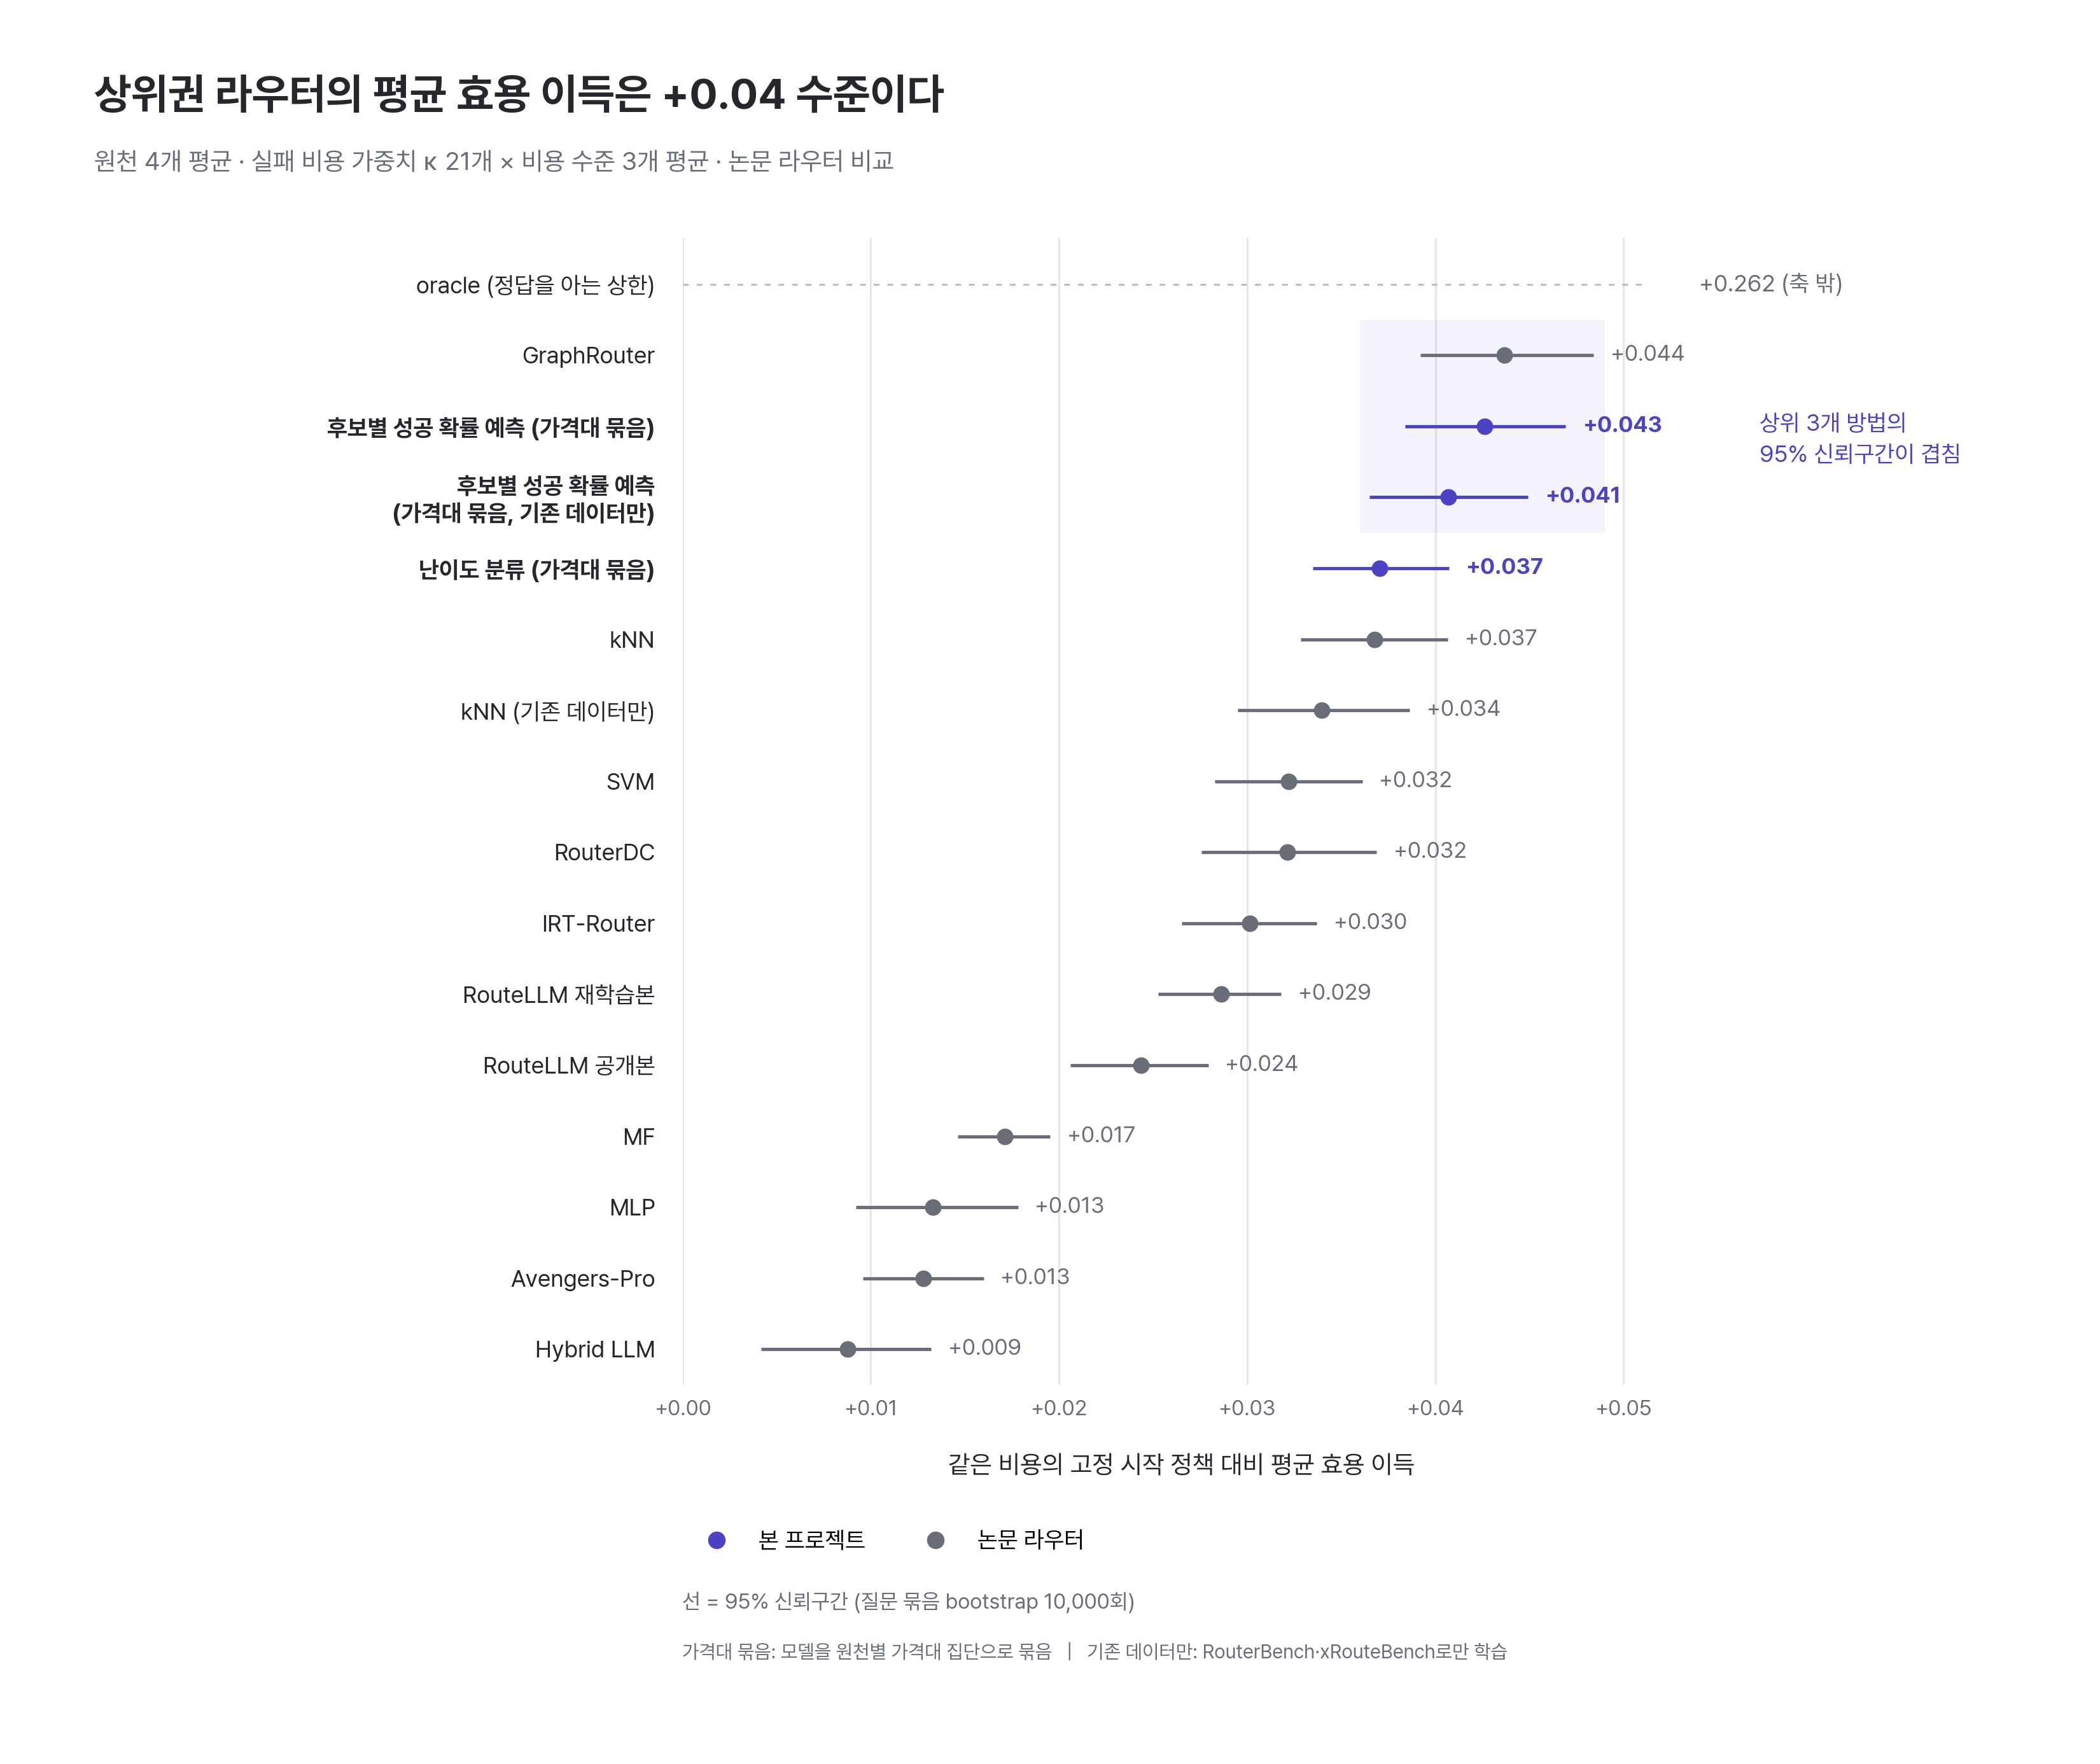 상위권 라우터의 평균 효용 이득은 +0.04 수준이다
원천 4개 평균 · 실패 비용 가중치 κ 21개 × 비용 수준 3개 평균 · 논문 라우터 비교
oracle (정답을 아는 상한)
+0.262 (축 밖)
GraphRouter
+0.044
후보별 성공 확률 예측 (가격대 묶음)
+0.043
상위 3개 방법의
95% 신뢰구간이 겹침
후보별 성공 확률 예측
(가격대 묶음, 기존 데이터만)
+0.041
난이도 분류 (가격대 묶음)
+0.037
kNN
+0.037
kNN (기존 데이터만)
+0.034
SVM
+0.032
RouterDC
+0.032
IRT-Router
+0.030
RouteLLM 재학습본
+0.029
RouteLLM 공개본
+0.024
MF
+0.017
MLP
+0.013
Avengers-Pro
+0.013
Hybrid LLM
+0.009
+0.00 +0.01 +0.02 +0.03 +0.04 +0.05
같은 비용의 고정 시작 정책 대비 평균 효용 이득
본 프로젝트 논문 라우터
선 = 95% 신뢰구간 (질문 묶음 bootstrap 10,000회)
가격대 묶음: 모델을 원천별 가격대 집단으로 묶음 | 기존 데이터만: RouterBench·xRouteBench로만 학습